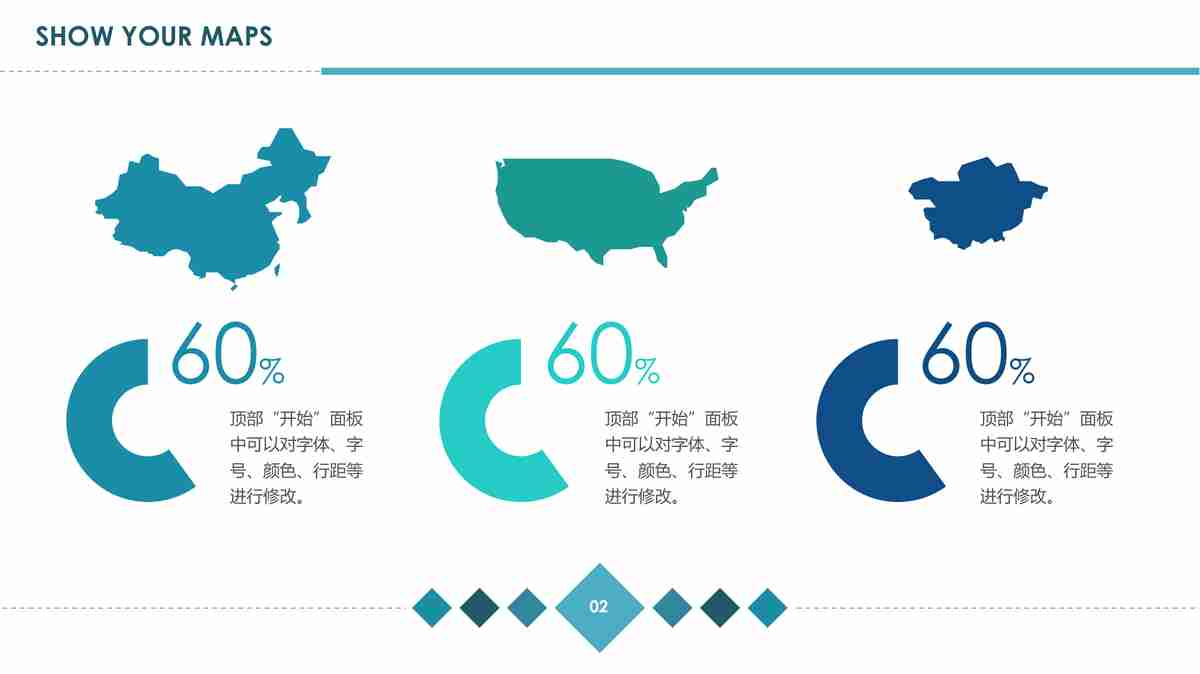 SHOW YOUR MAPS
60%
顶部“开始”面板
中可以对字体、字
号、颜色、行距等
进行修改。
60%
顶部“开始”面板
中可以对字体、字
号、颜色、行距等
进行修改。
60%
顶部“开始”面板
中可以对字体、字
号、颜色、行距等
进行修改。
02